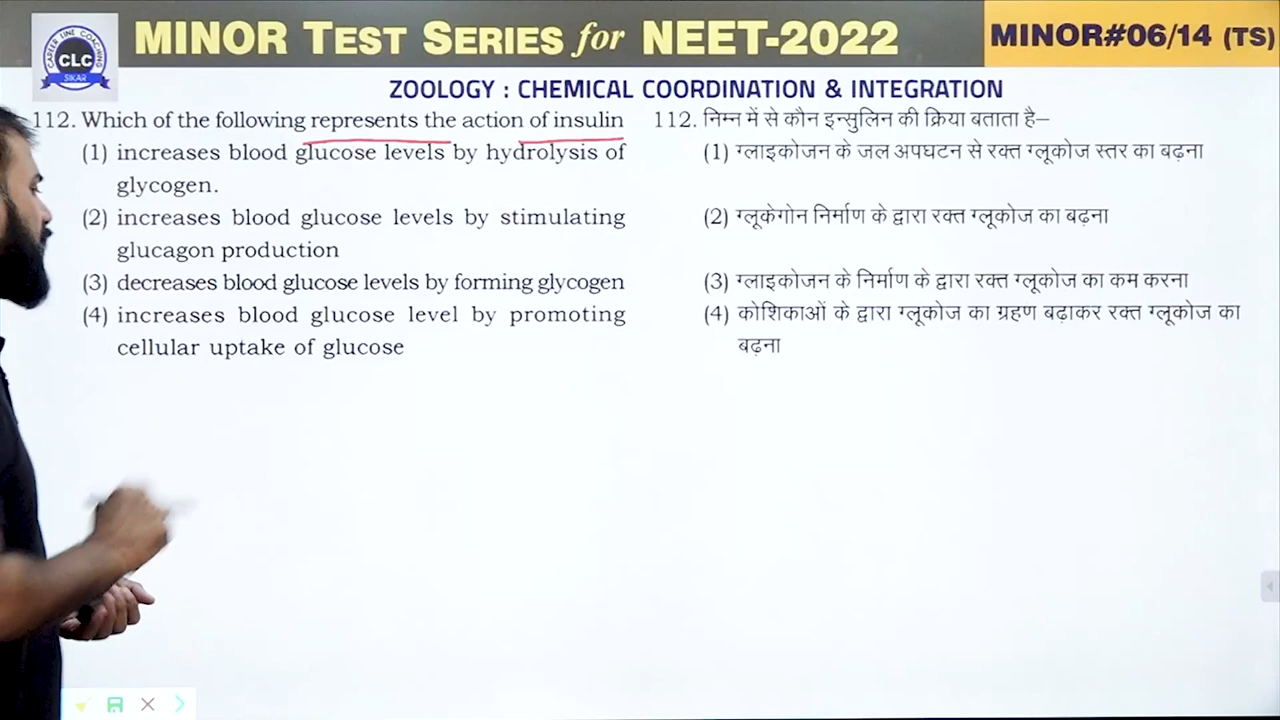 CAREER LINE COACHING
CLC
SIKAR
MINOR TEST SERIES for NEET-2022
MINOR#06/14 (TS)
ZOOLOGY : CHEMICAL COORDINATION & INTEGRATION
112. Which of the following represents the action of insulin
(1) increases blood glucose levels by hydrolysis of
glycogen.
(2) increases blood glucose levels by stimulating
glucagon production
(3) decreases blood glucose levels by forming glycogen
(4) increases blood glucose level by promoting
cellular uptake of glucose
112. निम्न में से कौन इन्सुलिन की क्रिया बताता है–
(1) ग्लाइकोजन के जल अपघटन से रक्त ग्लूकोज स्तर का बढ़ना
(2) ग्लूकेगोन निर्माण के द्वारा रक्त ग्लूकोज का बढ़ना
(3) ग्लाइकोजन के निर्माण के द्वारा रक्त ग्लूकोज का कम करना
(4) कोशिकाओं के द्वारा ग्लूकोज का ग्रहण बढ़ाकर रक्त ग्लूकोज का
बढ़ना